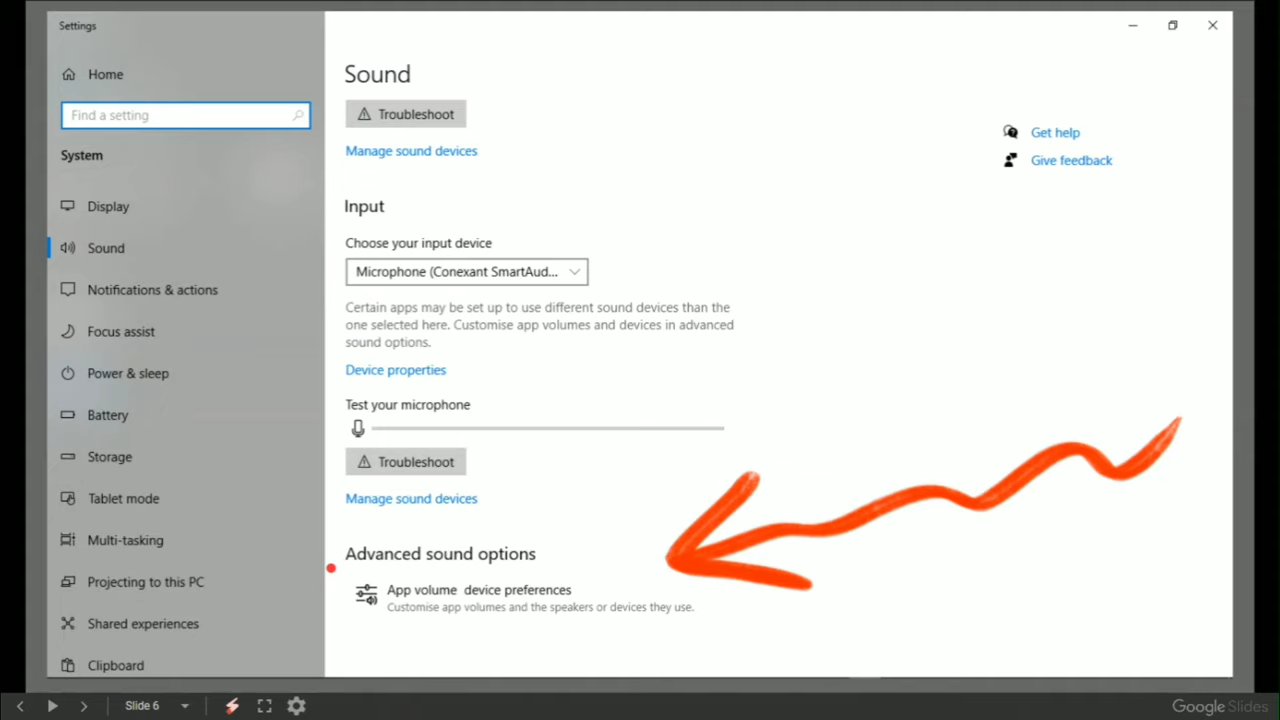 Settings
Home
Find a setting
System
Display
Sound
Notifications & actions
Focus assist
Power & sleep
Battery
Storage
Tablet mode
Multi-tasking
Projecting to this PC
Shared experiences
Clipboard
Sound
Troubleshoot
Manage sound devices
Input
Choose your input device
Microphone (Conexant SmartAud...
Certain apps may be set up to use different sound devices than the
one selected here. Customise app volumes and devices in advanced
sound options.
Device properties
Test your microphone
Troubleshoot
Manage sound devices
Advanced sound options
App volume device preferences
Customise app volumes and the speakers or devices they use.
Get help
Give feedback
Slide 6
Google Slides